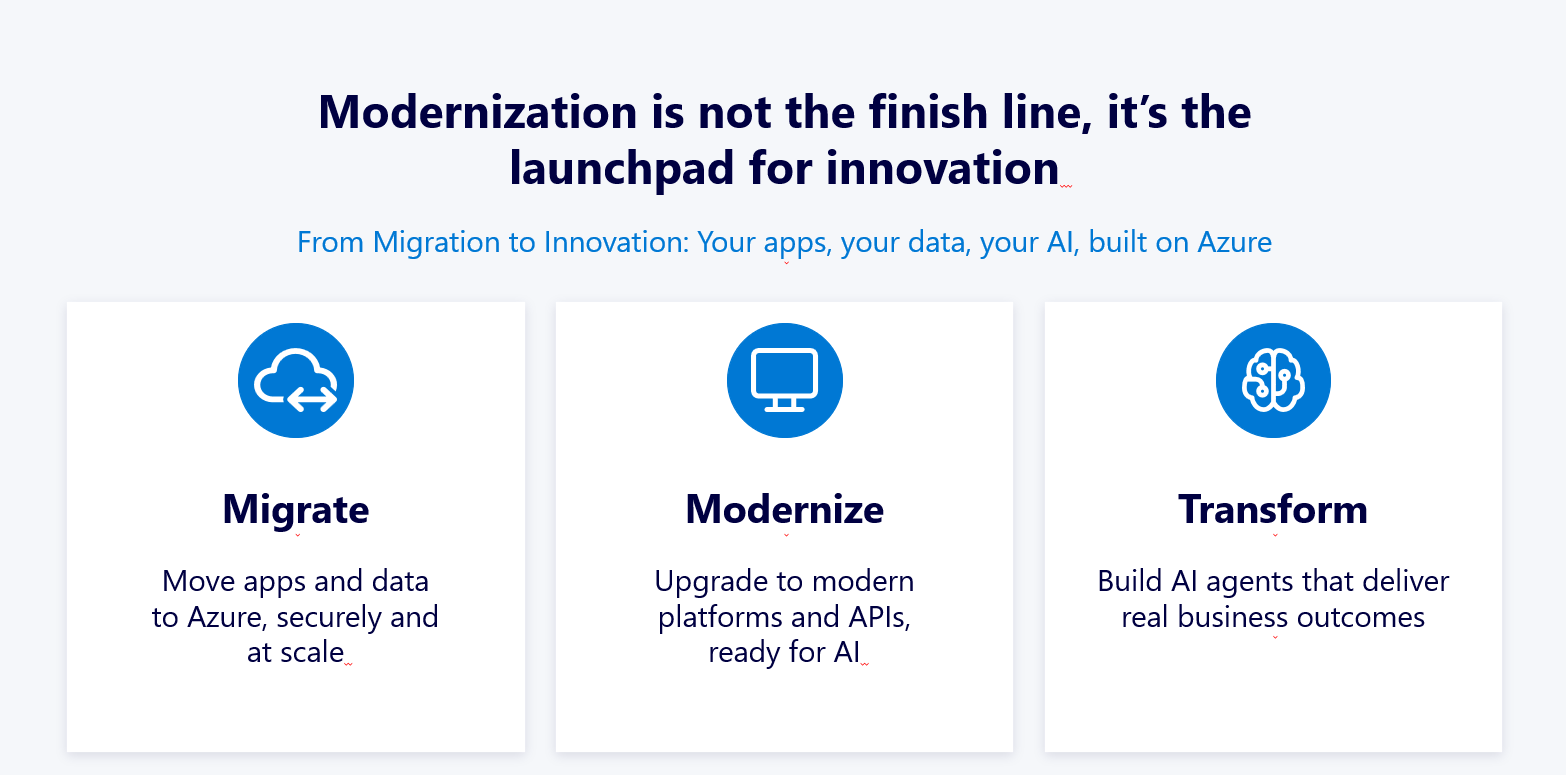 Modernization is not the finish line, it’s the
launchpad for innovation
From Migration to Innovation: Your apps, your data, your AI, built on Azure
Migrate
Move apps and data
to Azure, securely and
at scale
Modernize
Upgrade to modern
platforms and APIs,
ready for AI
Transform
Build AI agents that deliver
real business outcomes